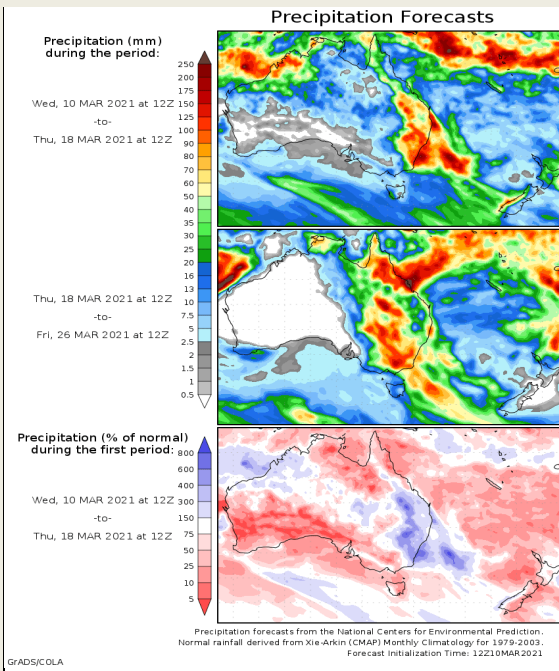 Precipitation Forecasts
Precipitation (mm)
during the period:
Wed, 10 MAR 2021 at 12Z
-to-
Thu, 18 MAR 2021 at 12Z
250
200
175
150
125
100
90
80
70
60
50
40
35
30
25
20
16
13
10
7.5
5
2.5
2
1.5
1
0.5
Thu, 18 MAR 2021 at 12Z
-to-
Fri, 26 MAR 2021 at 12Z
Precipitation (% of normal)
during the first period:
Wed, 10 MAR 2021 at 12Z
-to-
Thu, 18 MAR 2021 at 12Z
800
600
400
300
150
75
50
25
10
5
Precipitation forecasts from the National Centers for Environmental Prediction.
Normal rainfall derived from Xie-Arkin (CMAP) Monthly Climatology for 1979-2003.
Forecast Initialization Time: 12Z10MAR2021
GrADS/COLA